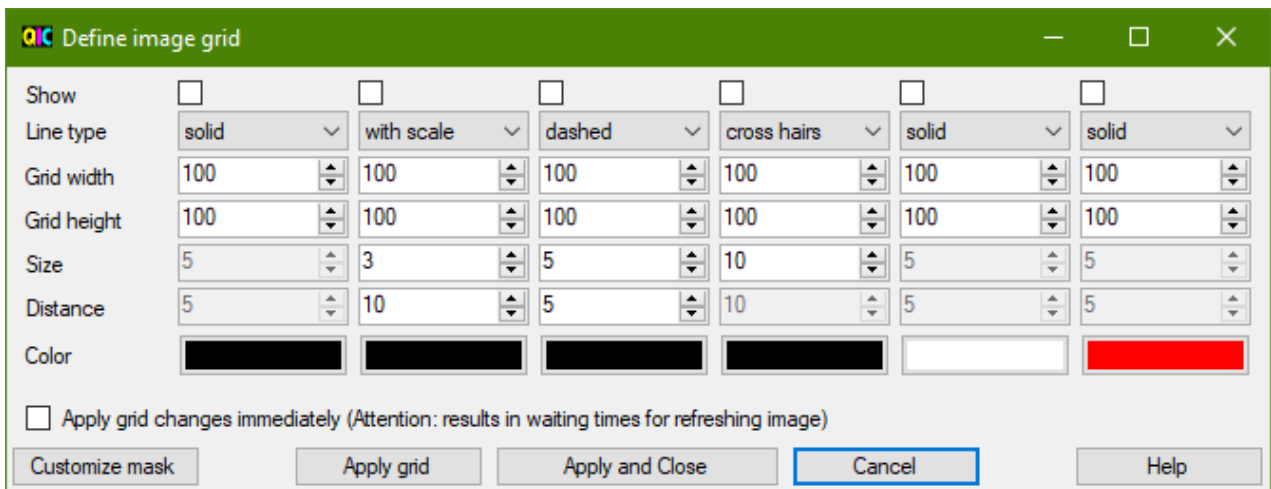 QIC Define image grid
Show
Line type solid with scale dashed cross hairs solid solid
Grid width 100 100 100 100 100 100
Grid height 100 100 100 100 100 100
Size 5 3 5 10 5 5
Distance 5 10 5 10 5 5
Color
Apply grid changes immediately (Attention: results in waiting times for refreshing image)
Customize mask Apply grid Apply and Close Cancel Help